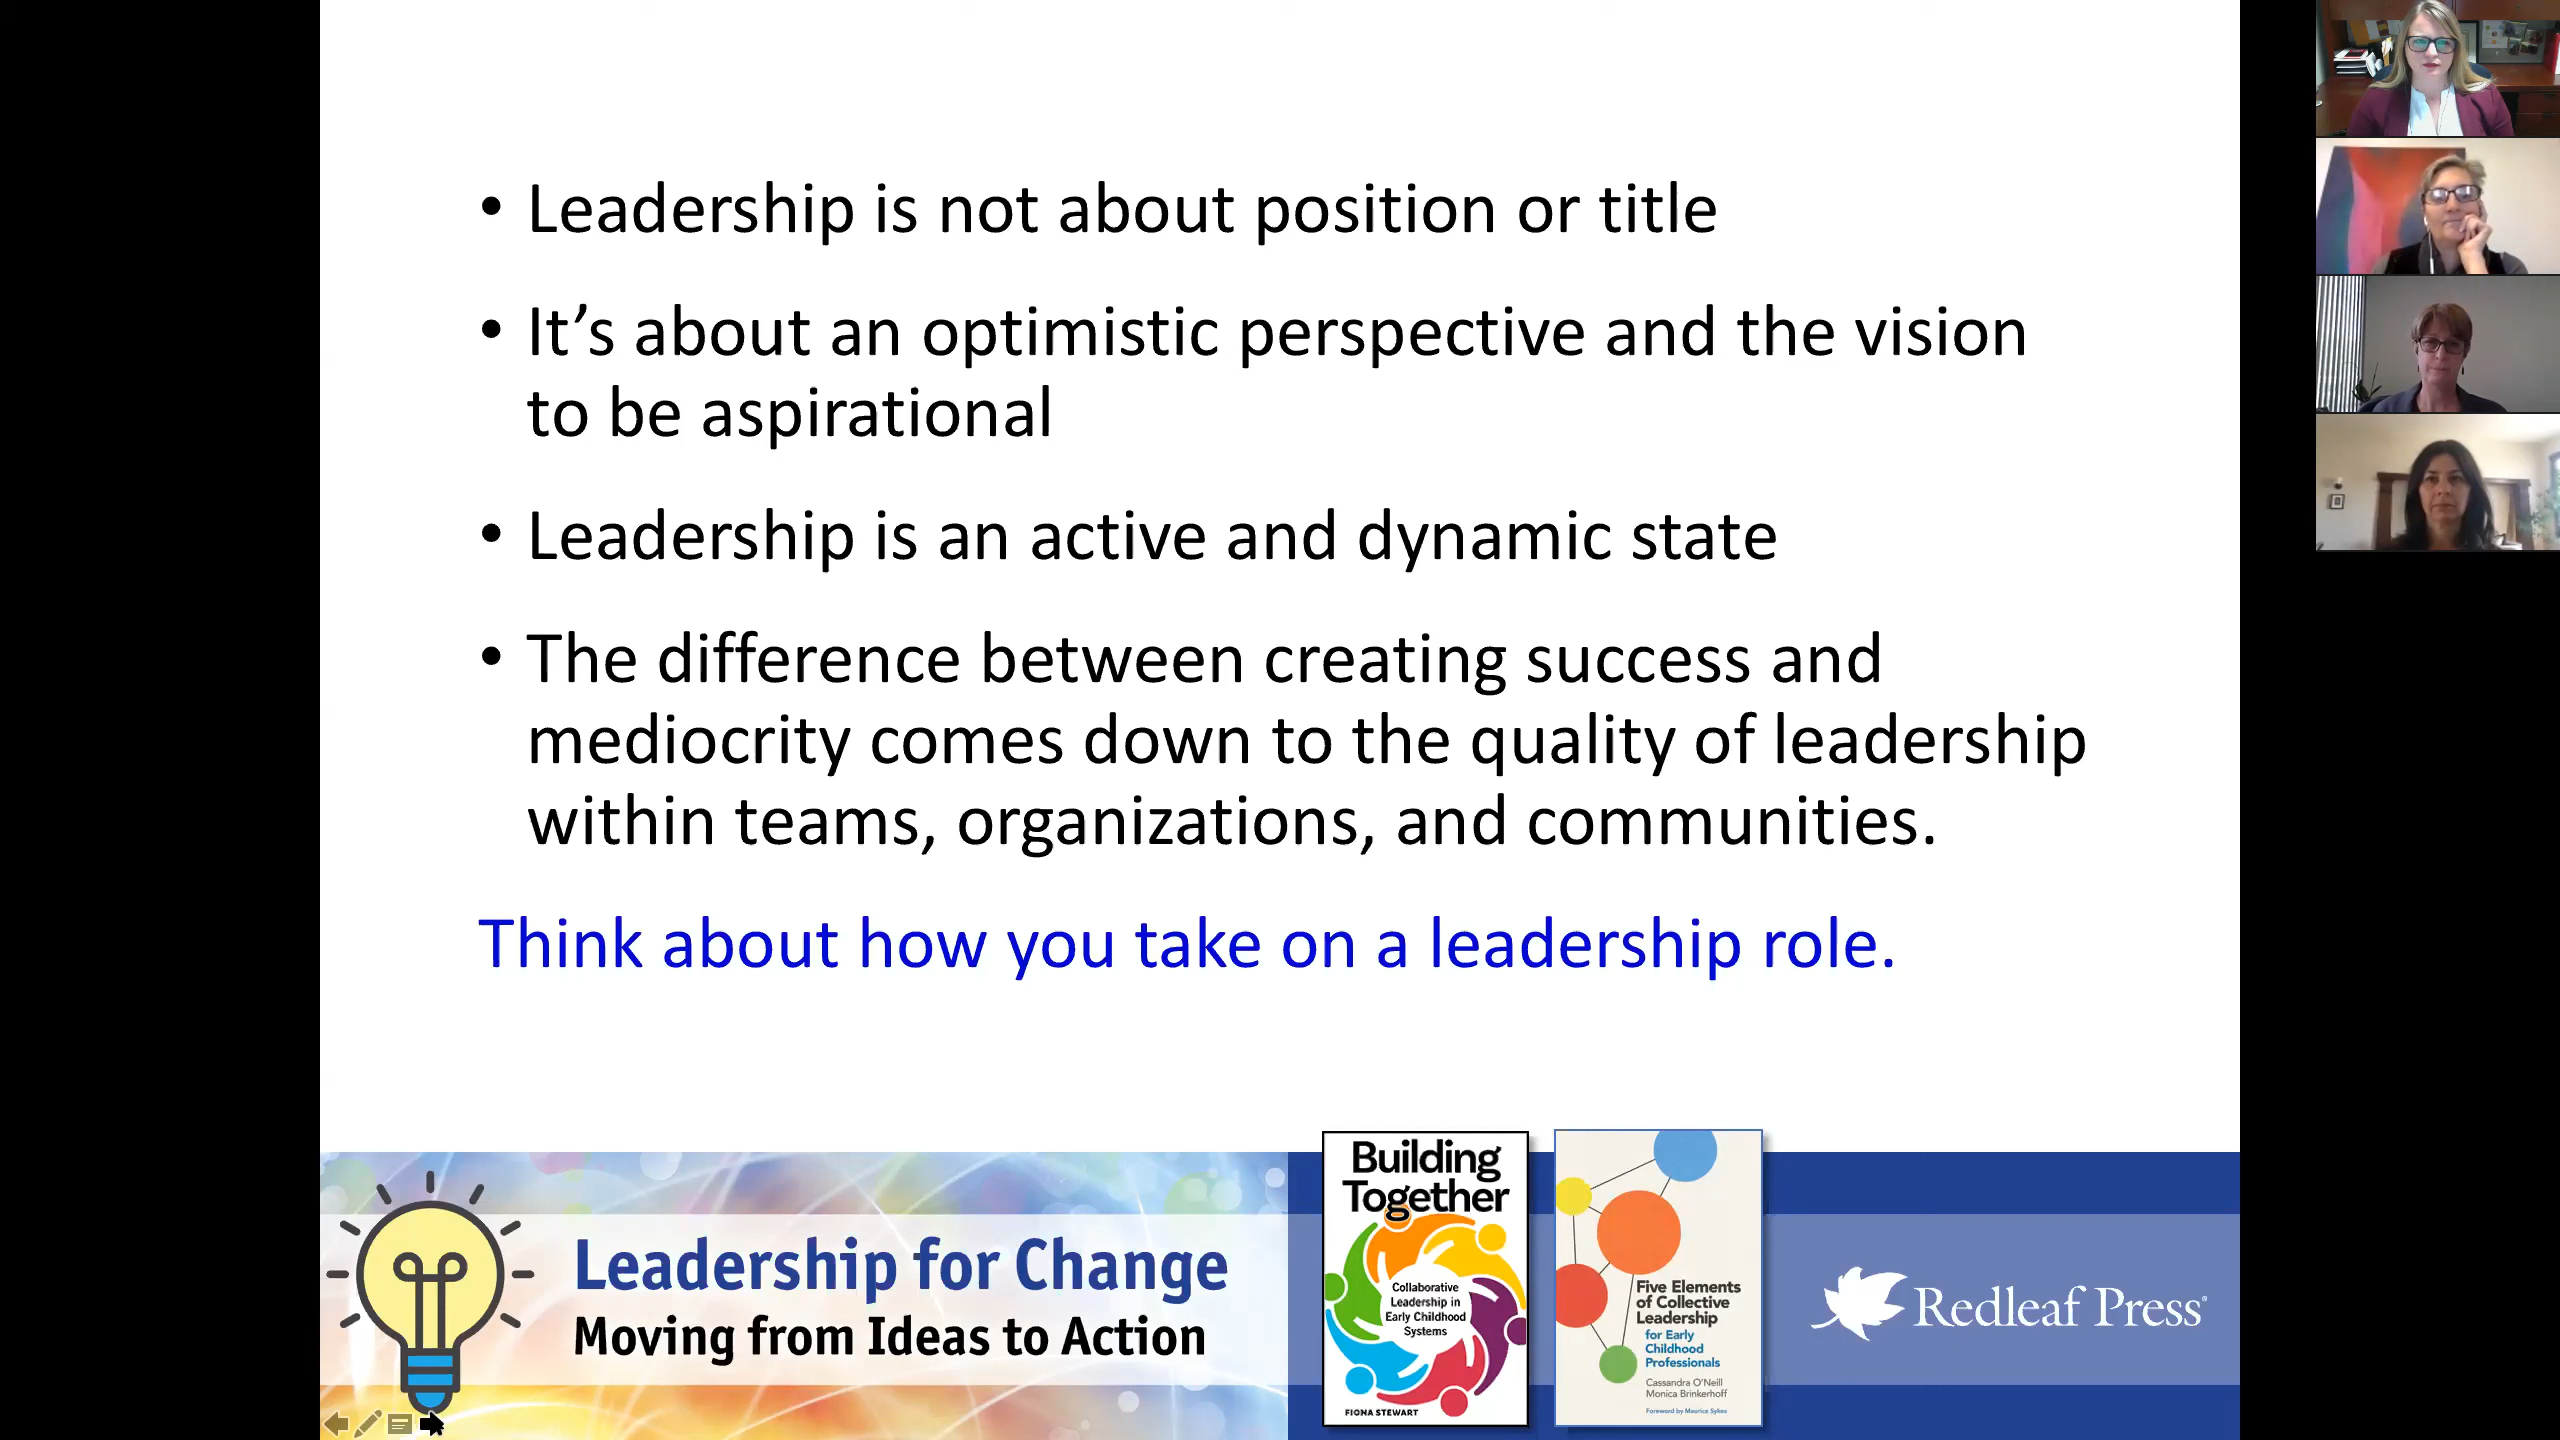 • Leadership is not about position or title
• It’s about an optimistic perspective and the vision
to be aspirational
• Leadership is an active and dynamic state
• The difference between creating success and
mediocrity comes down to the quality of leadership
within teams, organizations, and communities.
Think about how you take on a leadership role.
Leadership for Change
Moving from Ideas to Action
Building
Together
Collaborative
Leadership in
Early Childhood
Systems
FIONA STEWART
Five Elements
of Collective
Leadership
for Early
Childhood
Professionals
Cassandra O’Neill
Monica Brinkerhoff
Foreword by Maurice Sykes
Redleaf Press®